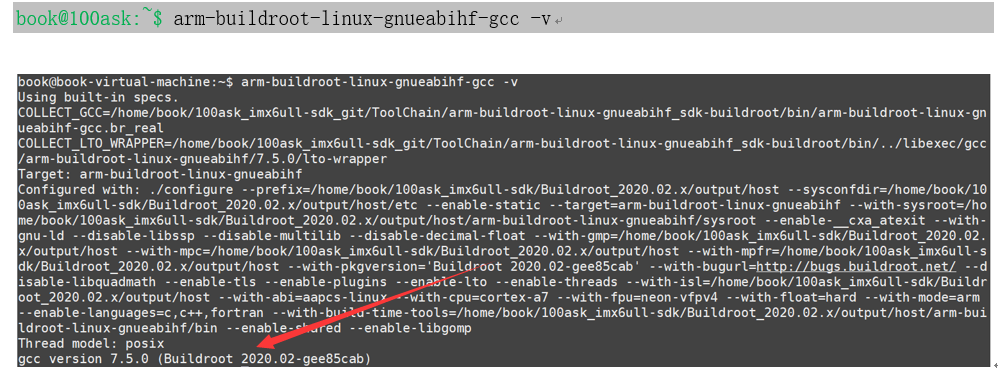 book@100ask:~$ arm-buildroot-linux-gnueabihf-gcc -v
book@book-virtual-machine:~$ arm-buildroot-linux-gnueabihf-gcc -v
Using built-in specs.
COLLECT_GCC=/home/book/100ask_imx6ull-sdk_git/ToolChain/arm-buildroot-linux-gnueabihf_sdk-buildroot/bin/arm-buildroot-linux-gn
ueabihf-gcc.br_real
COLLECT_LTO_WRAPPER=/home/book/100ask_imx6ull-sdk_git/ToolChain/arm-buildroot-linux-gnueabihf_sdk-buildroot/bin/../libexec/gcc
/arm-buildroot-linux-gnueabihf/7.5.0/lto-wrapper
Target: arm-buildroot-linux-gnueabihf
Configured with: ./configure --prefix=/home/book/100ask_imx6ull-sdk/Buildroot_2020.02.x/output/host --sysconfdir=/home/book/10
0ask_imx6ull-sdk/Buildroot_2020.02.x/output/host/etc --enable-static --target=arm-buildroot-linux-gnueabihf --with-sysroot=/ho
me/book/100ask_imx6ull-sdk/Buildroot_2020.02.x/output/host/arm-buildroot-linux-gnueabihf/sysroot --enable-__cxa_atexit --with-
gnu-ld --disable-libssp --disable-multilib --disable-decimal-float --with-gmp=/home/book/100ask_imx6ull-sdk/Buildroot_2020.02.
x/output/host --with-mpc=/home/book/100ask_imx6ull-sdk/Buildroot_2020.02.x/output/host --with-mpfr=/home/book/100ask_imx6ull-s
dk/Buildroot_2020.02.x/output/host --with-pkgversion='Buildroot 2020.02-gee85cab' --with-bugurl=http://bugs.buildroot.net/ --d
isable-libquadmath --enable-tls --enable-plugins --enable-lto --enable-threads --with-isl=/home/book/100ask_imx6ull-sdk/Buildr
oot_2020.02.x/output/host --with-abi=aapcs-linux --with-cpu=cortex-a7 --with-fpu=neon-vfpv4 --with-float=hard --with-mode=arm
--enable-languages=c,c++,fortran --with-build-time-tools=/home/book/100ask_imx6ull-sdk/Buildroot_2020.02.x/output/host/arm-bui
ldroot-linux-gnueabihf/bin --enable-shared --enable-libgomp
Thread model: posix
gcc version 7.5.0 (Buildroot 2020.02-gee85cab)